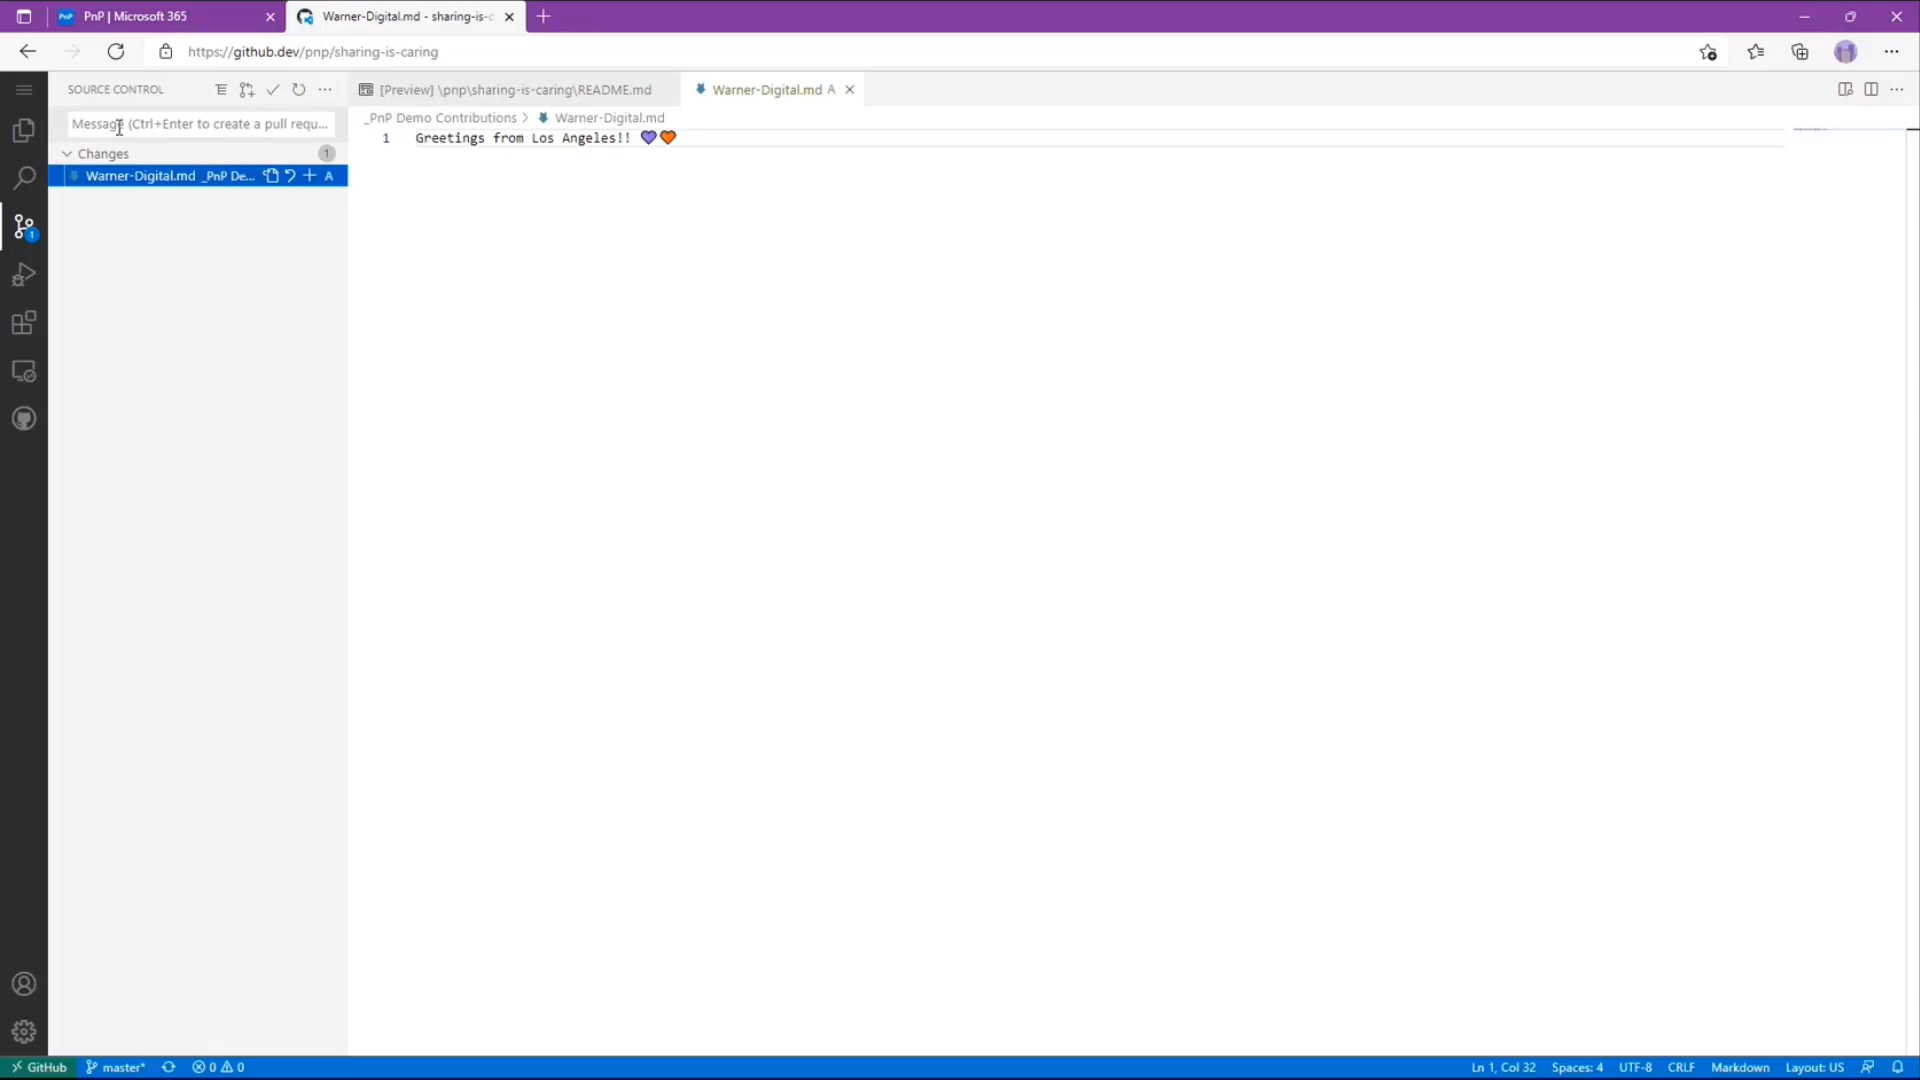 PnP | Microsoft 365
Warner-Digital.md - sharing-is-c
https://github.dev/pnp/sharing-is-caring
SOURCE CONTROL
[Preview] \pnp\sharing-is-caring\README.md
Warner-Digital.md A
Message (Ctrl+Enter to create a pull requ...
_PnP Demo Contributions > Warner-Digital.md
1 Greetings from Los Angeles!! 💜🧡
Changes 1
Warner-Digital.md _PnP De... A
1
GitHub master* 0 0 Ln 1, Col 32 Spaces: 4 UTF-8 CRLF Markdown Layout: US